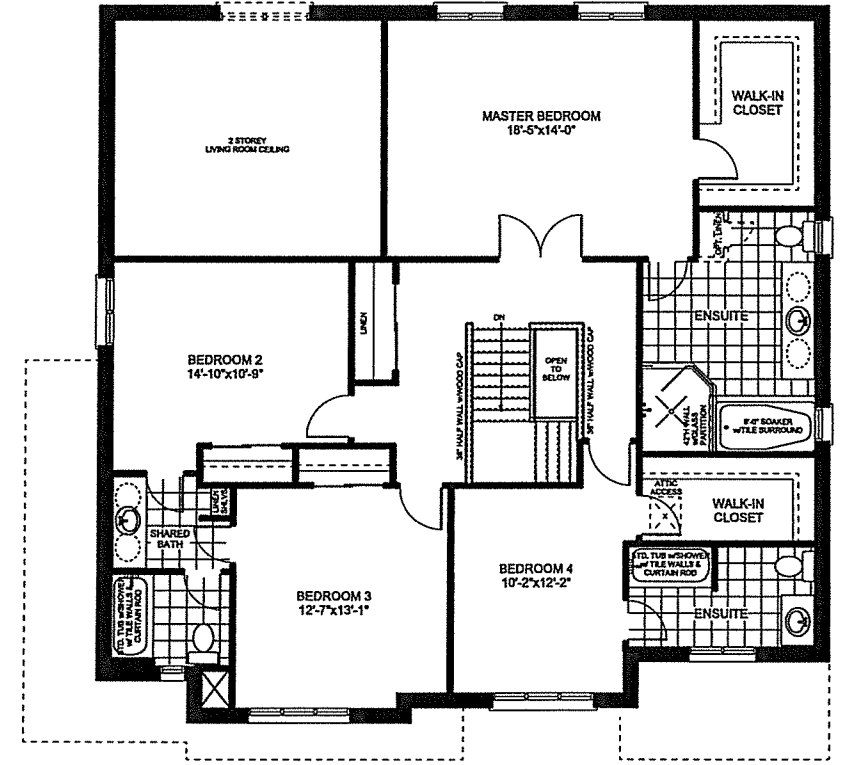 WALK-IN
CLOSET
MASTER BEDROOM
18'-5"x14'-0"
2 STOREY
LIVING ROOM CEILING
OPT. LINEN
LINEN
DN
ENSUITE
BEDROOM 2
14'-10"x10'-9"
36" HALF WALL w/WOOD CAP
OPEN
TO
BELOW
36" HALF WALL w/WOOD CAP
42"H WALL
w/GLASS
PARTITION
w/TILE SURROUND
ATTIC
ACCESS
LINEN
SHLVS
WALK-IN
CLOSET
SHARED
BATH
STD. TUB w/SHOWER
w/ TILE WALLS &
CURTAIN ROD
BEDROOM 4
10'-2"x12'-2"
BEDROOM 3
12'-7"x13'-1"
STD. TUB w/SHOWER
w/ TILE WALLS &
CURTAIN ROD
ENSUITE